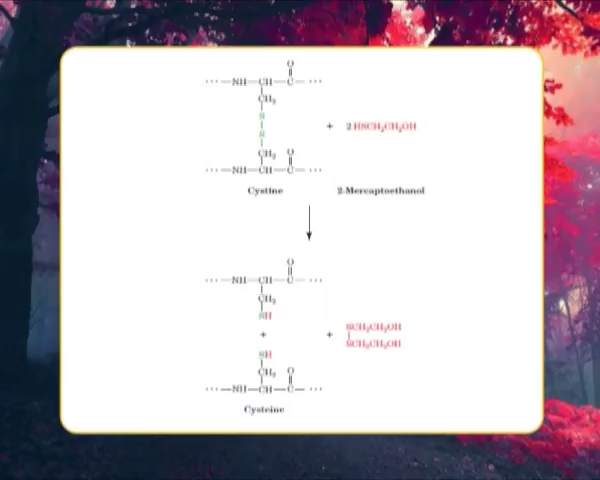 O
··· —NH—CH—C— ···
CH₂
S
S
CH₂ O
··· —NH—CH—C— ···
+ 2 HSCH₂CH₂OH
Cystine 2-Mercaptoethanol
O
··· —NH—CH—C— ···
CH₂
SH
+
SH
CH₂ O
··· —NH—CH—C— ···
+ SCH₂CH₂OH
SCH₂CH₂OH
Cysteine